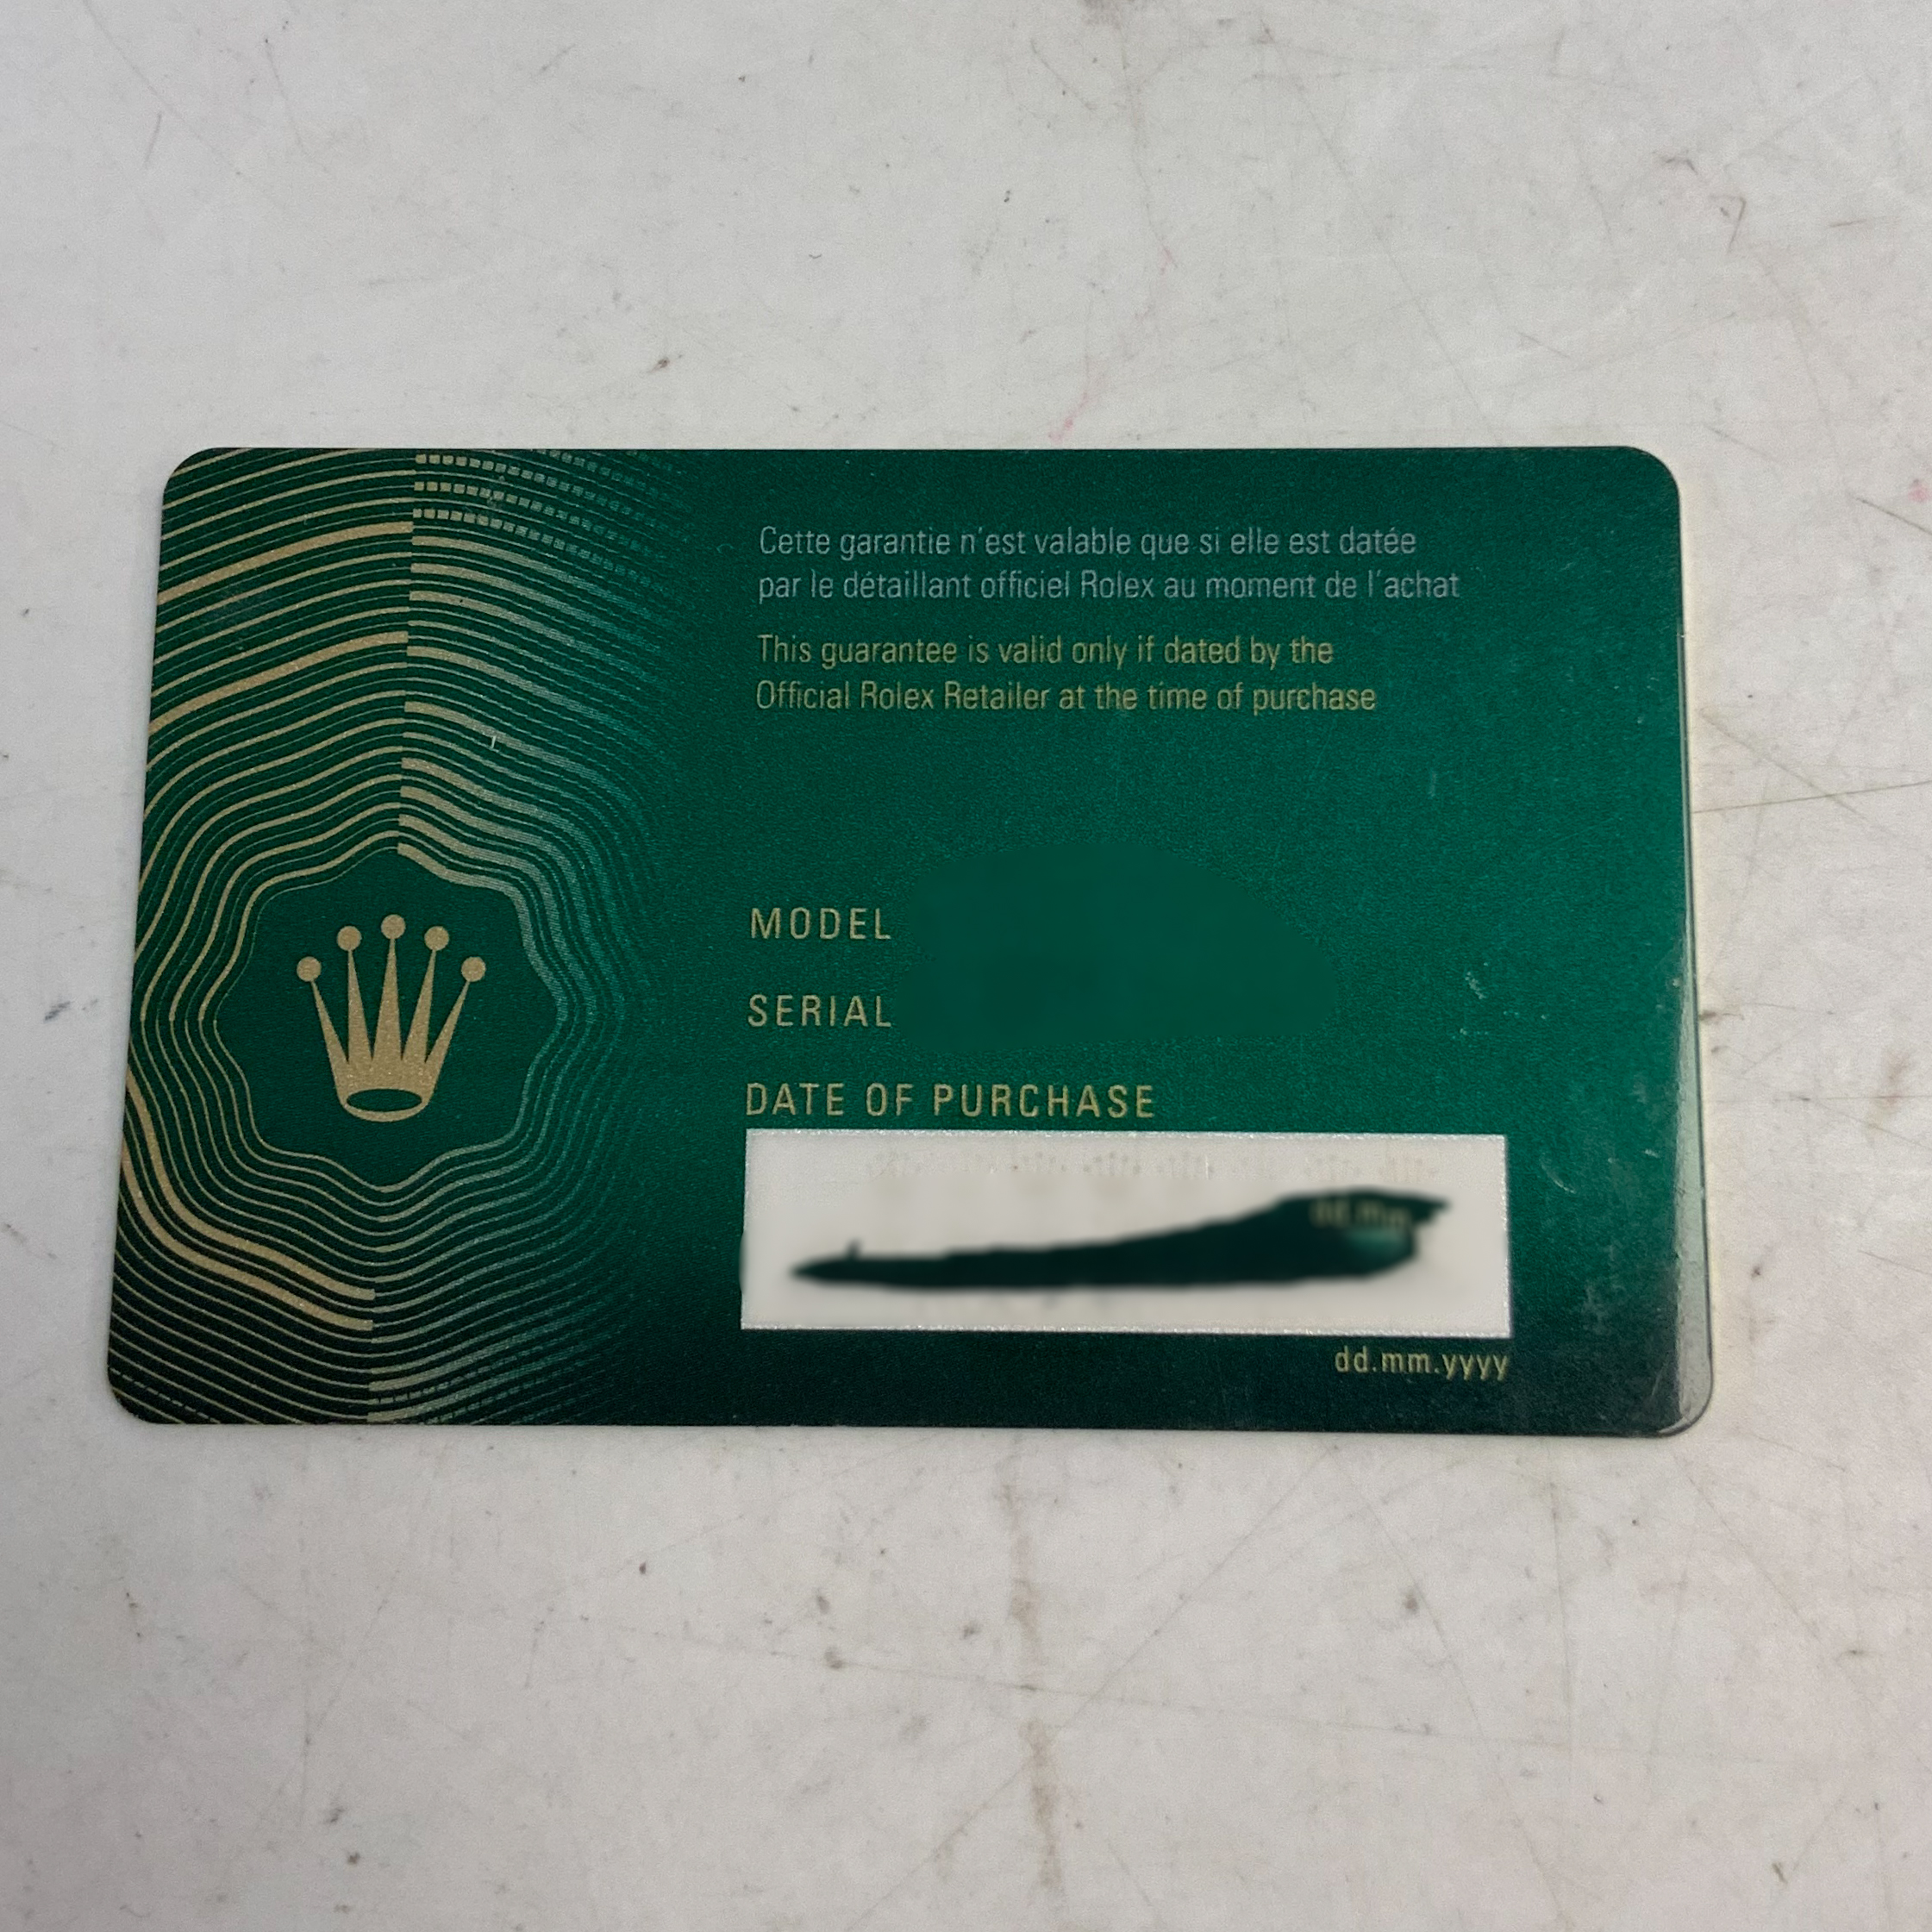 Cette garantie n'est valable que si elle est datée
par le détaillant officiel Rolex au moment de l'achat
This guarantee is valid only if dated by the
Official Rolex Retailer at the time of purchase
MODEL
SERIAL
DATE OF PURCHASE
dd.mm.yyyy